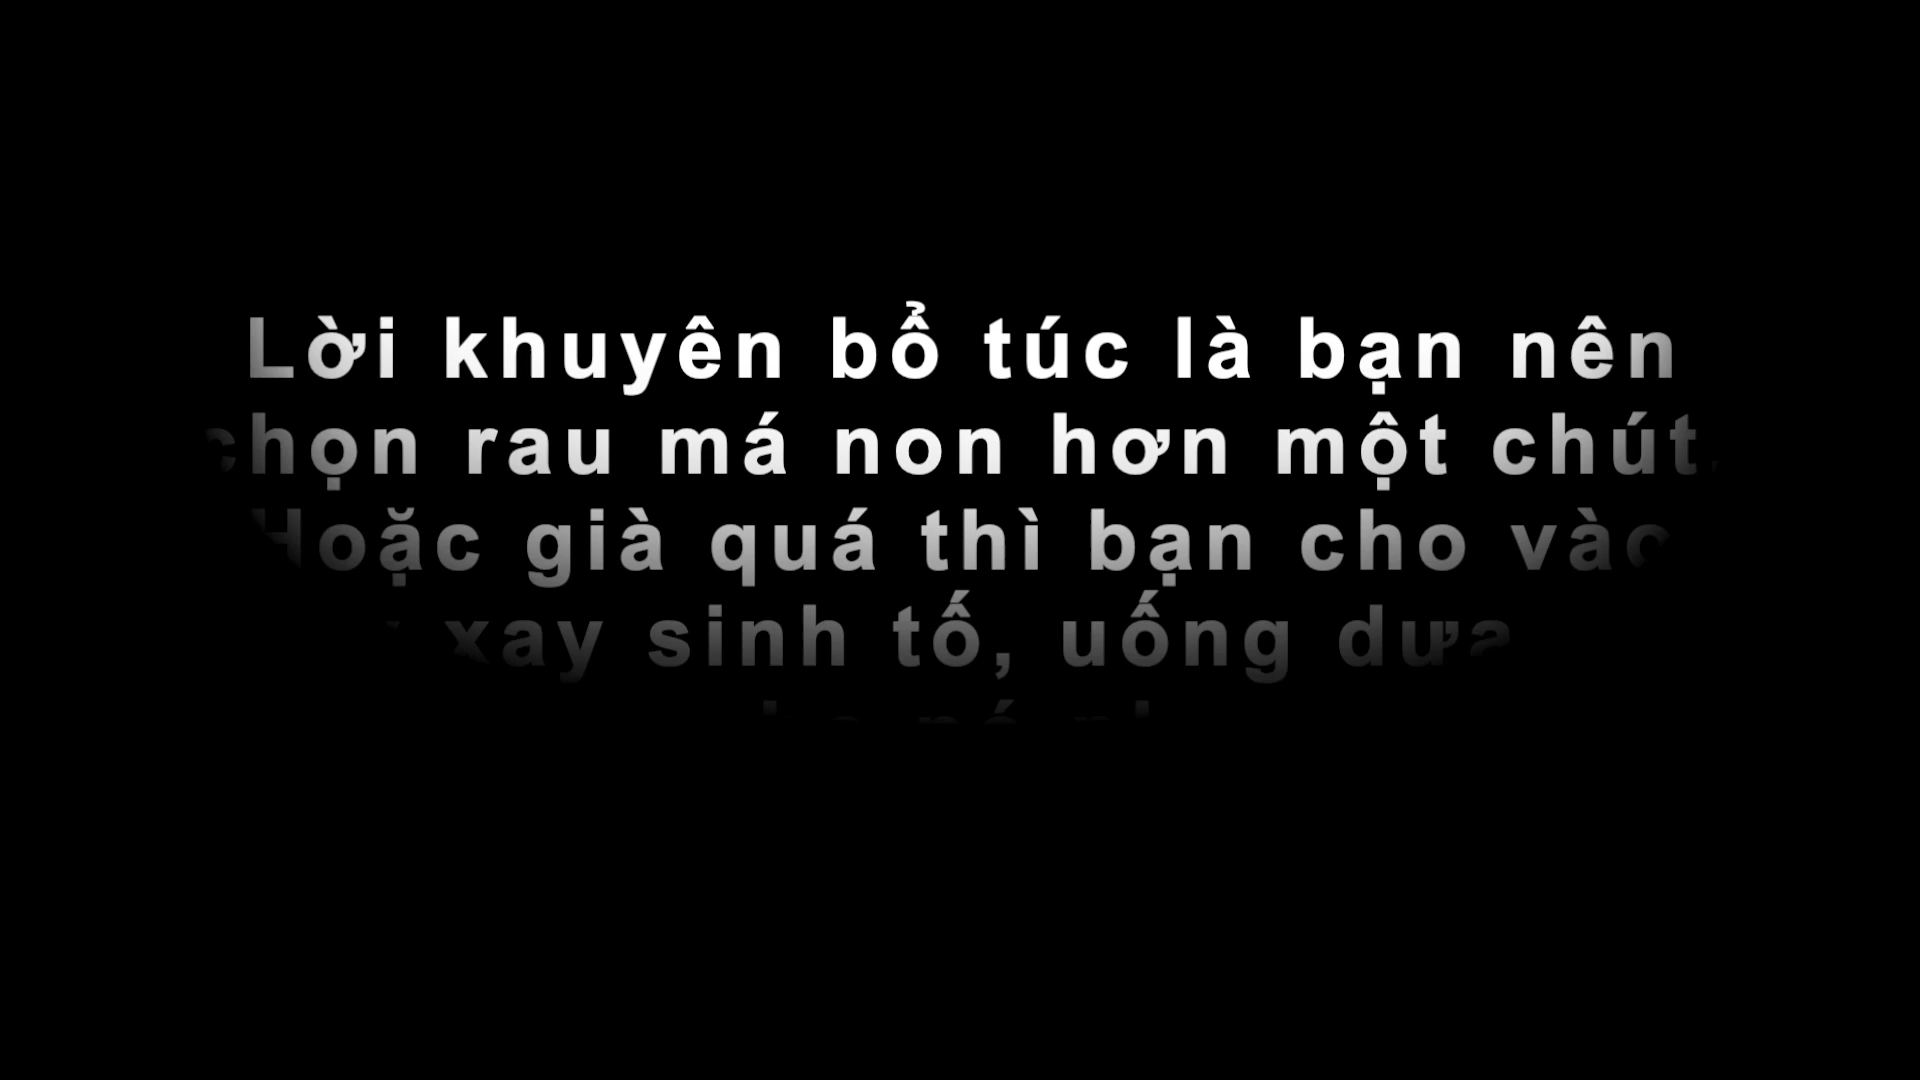 Lời khuyên bổ túc là bạn nên
chọn rau má non hơn một chút.
Hoặc già quá thì bạn cho vào
xay sinh tố, uống dưa